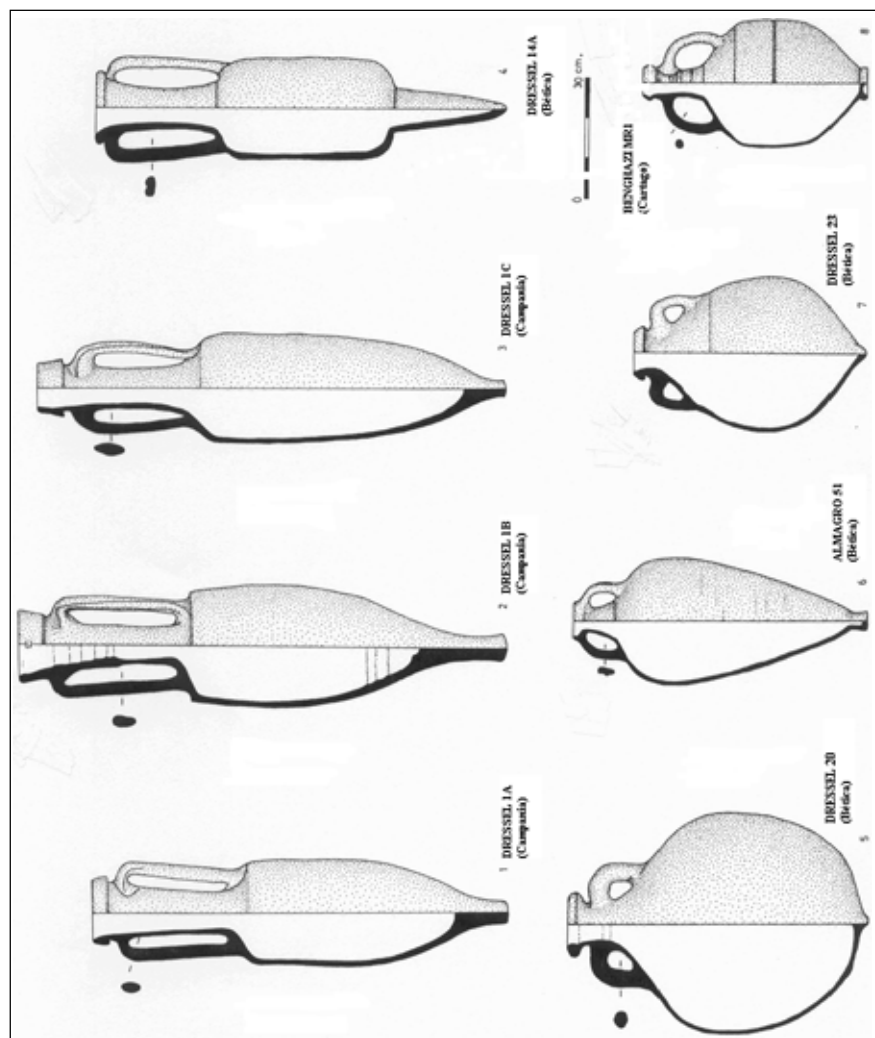 1
DRESSEL 1A
(Campania)
2
DRESSEL 1B
(Campania)
3
DRESSEL 1C
(Campania)
4
DRESSEL 14A
(Bética)
0 30 cm.
DRESSEL 20
(Bética)
5
ALMAGRO 51
(Bética)
6
DRESSEL 23
(Bética)
7
BENGHAZI MR1
(Cartago)
8